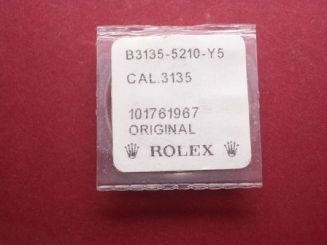 B3135-5210-Y5
CAL.3135
101761967
ORIGINAL
ROLEX